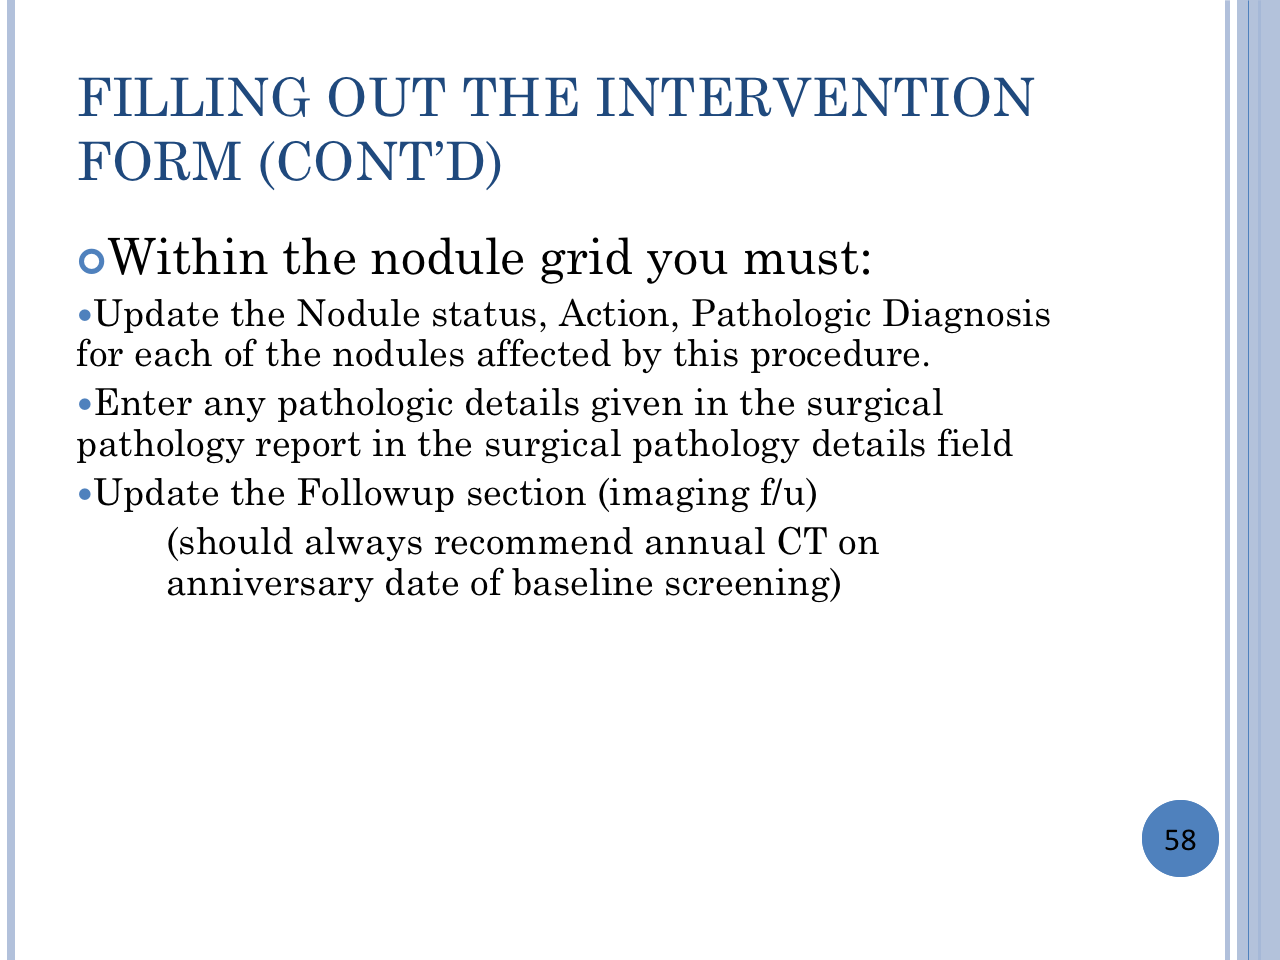 FILLING OUT THE INTERVENTION
FORM (CONT’D)
Within the nodule grid you must:
•Update the Nodule status, Action, Pathologic Diagnosis
for each of the nodules affected by this procedure.
•Enter any pathologic details given in the surgical
pathology report in the surgical pathology details field
•Update the Followup section (imaging f/u)
(should always recommend annual CT on
anniversary date of baseline screening)
58